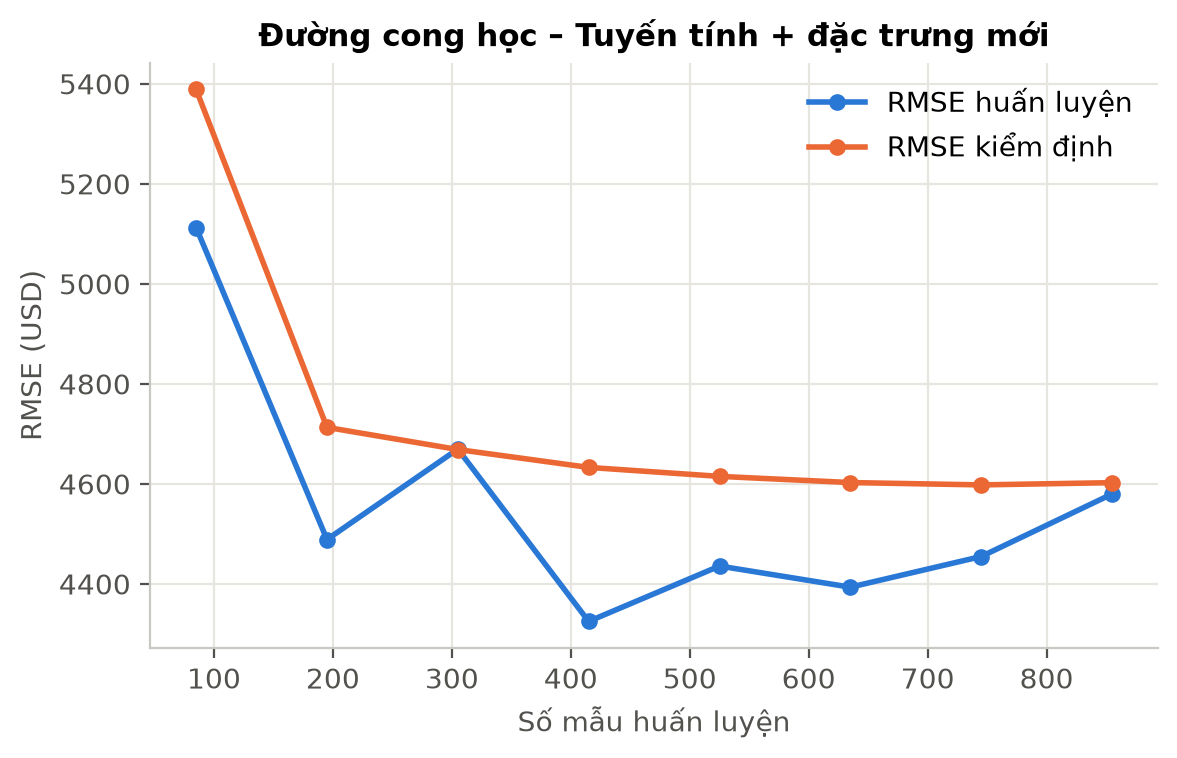 Đường cong học – Tuyến tính + đặc trưng mới
RMSE huấn luyện
RMSE kiểm định
RMSE (USD)
5400
5200
5000
4800
4600
4400
100 200 300 400 500 600 700 800
Số mẫu huấn luyện